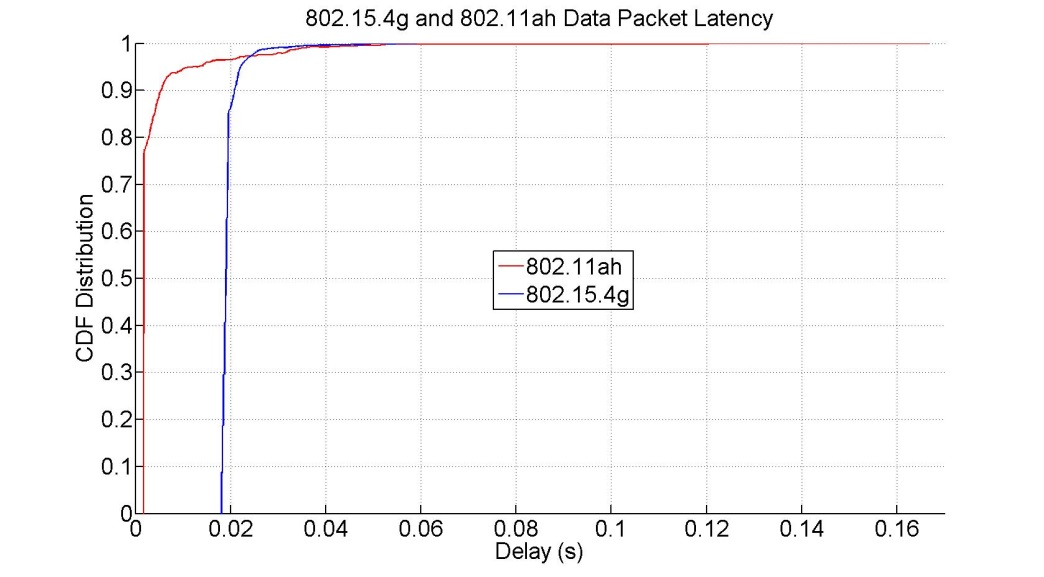 802.15.4g and 802.11ah Data Packet Latency
1
0.9
0.8
0.7
0.6
0.5
0.4
0.3
0.2
0.1
0
CDF Distribution
802.11ah
802.15.4g
0 0.02 0.04 0.06 0.08 0.1 0.12 0.14 0.16
Delay (s)